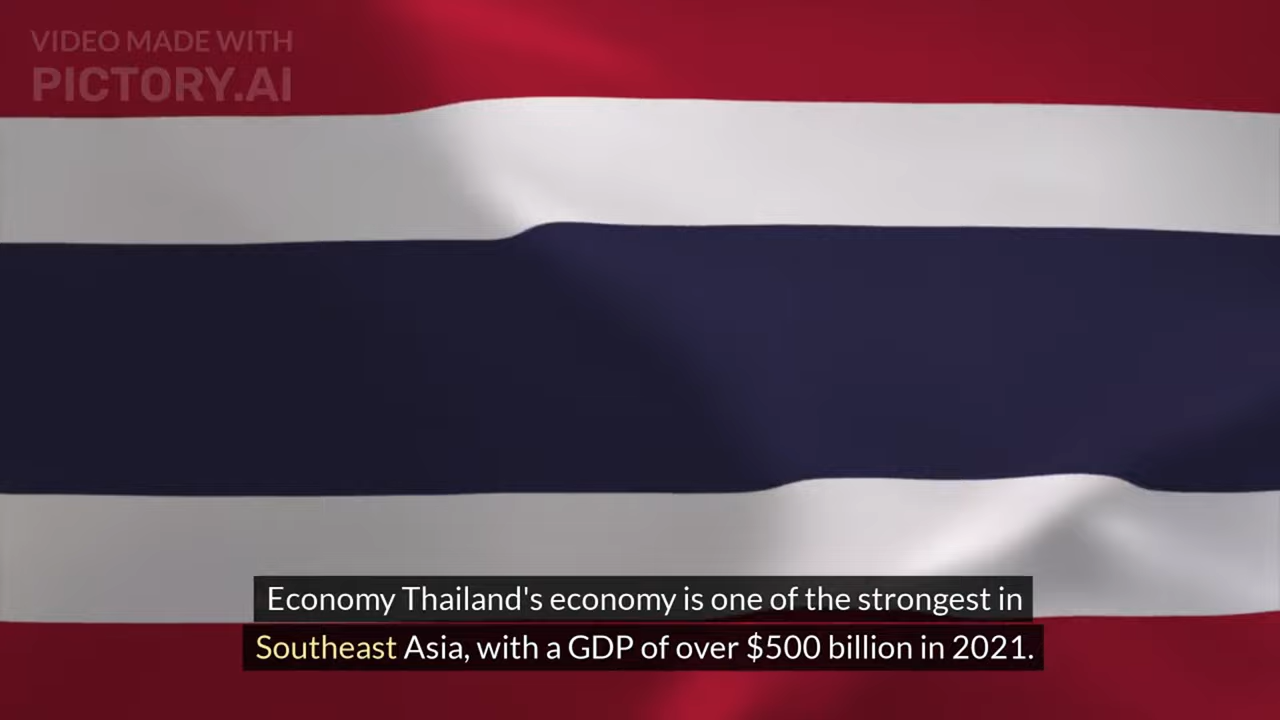 VIDEO MADE WITH
PICTORY.AI
Economy Thailand's economy is one of the strongest in
Southeast Asia, with a GDP of over $500 billion in 2021.